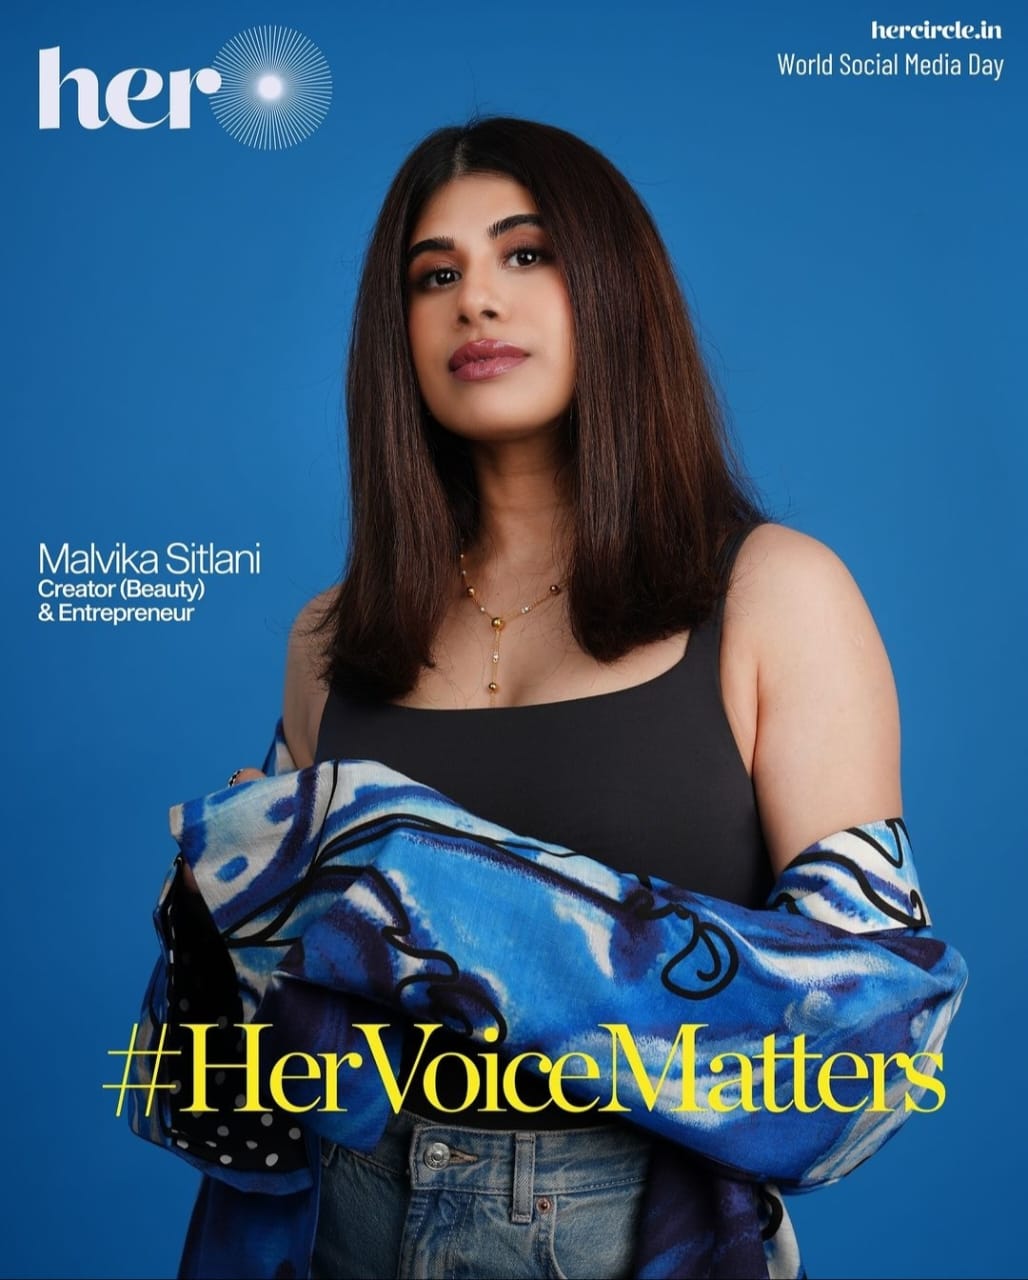 her
hercircle.in
World Social Media Day
Malvika Sitlani
Creator (Beauty)
& Entrepreneur
#HerVoiceMatters